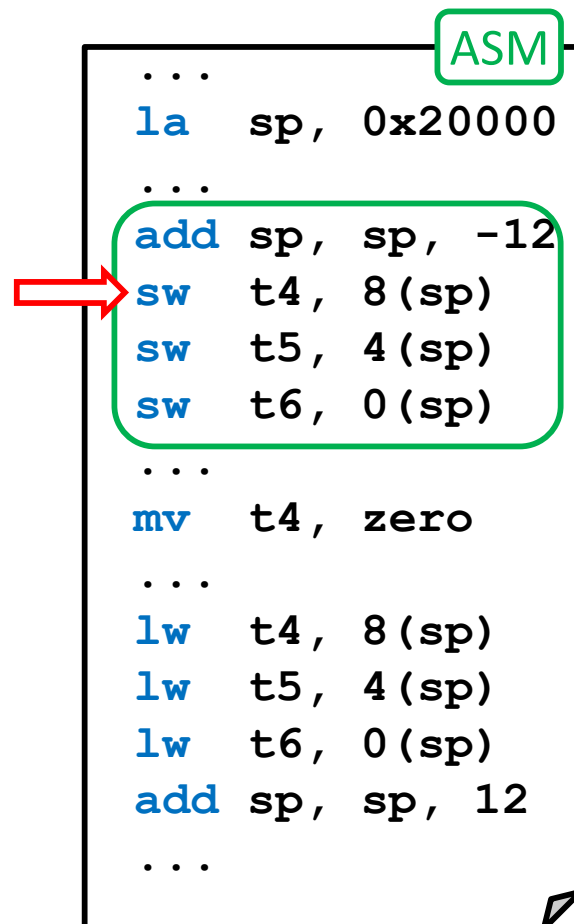 ASM
...
la sp, 0x20000
...
add sp, sp, -12
sw t4, 8(sp)
sw t5, 4(sp)
sw t6, 0(sp)
...
mv t4, zero
...
lw t4, 8(sp)
lw t5, 4(sp)
lw t6, 0(sp)
add sp, sp, 12
...